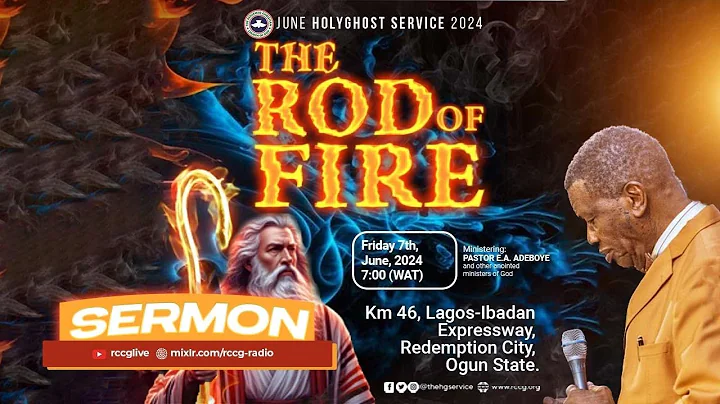 JUNE HOLYGHOST SERVICE 2024
THE
ROD OF
FIRE
Friday 7th,
June, 2024
7:00 (WAT)
Ministering:
PASTOR E.A. ADEBOYE
and other anointed
ministers of God
Km 46, Lagos-Ibadan
Expressway,
Redemption City,
Ogun State.
SERMON
rccglive mixlr.com/rccg-radio
@thehgservice www.rccg.org